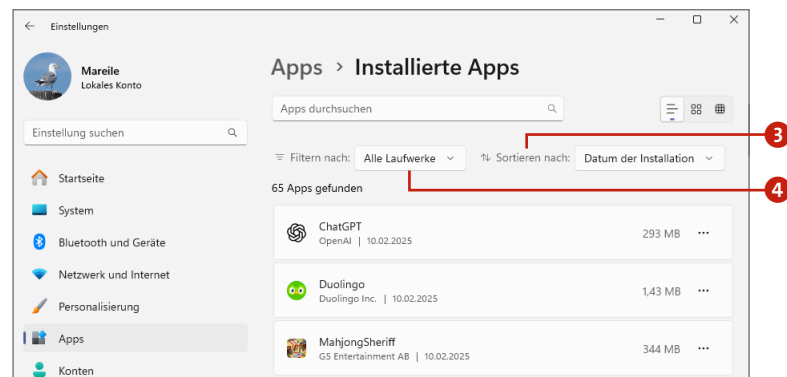 Einstellungen
Mareile
Lokales Konto
Einstellung suchen
Startseite
System
Bluetooth und Geräte
Netzwerk und Internet
Personalisierung
Apps
Konten
Apps > Installierte Apps
Apps durchsuchen
Filtern nach: Alle Laufwerke Sortieren nach: Datum der Installation
65 Apps gefunden
ChatGPT
OpenAI | 10.02.2025
293 MB
Duolingo
Duolingo Inc. | 10.02.2025
1,43 MB
MahjongSheriff
G5 Entertainment AB | 10.02.2025
344 MB
3
4